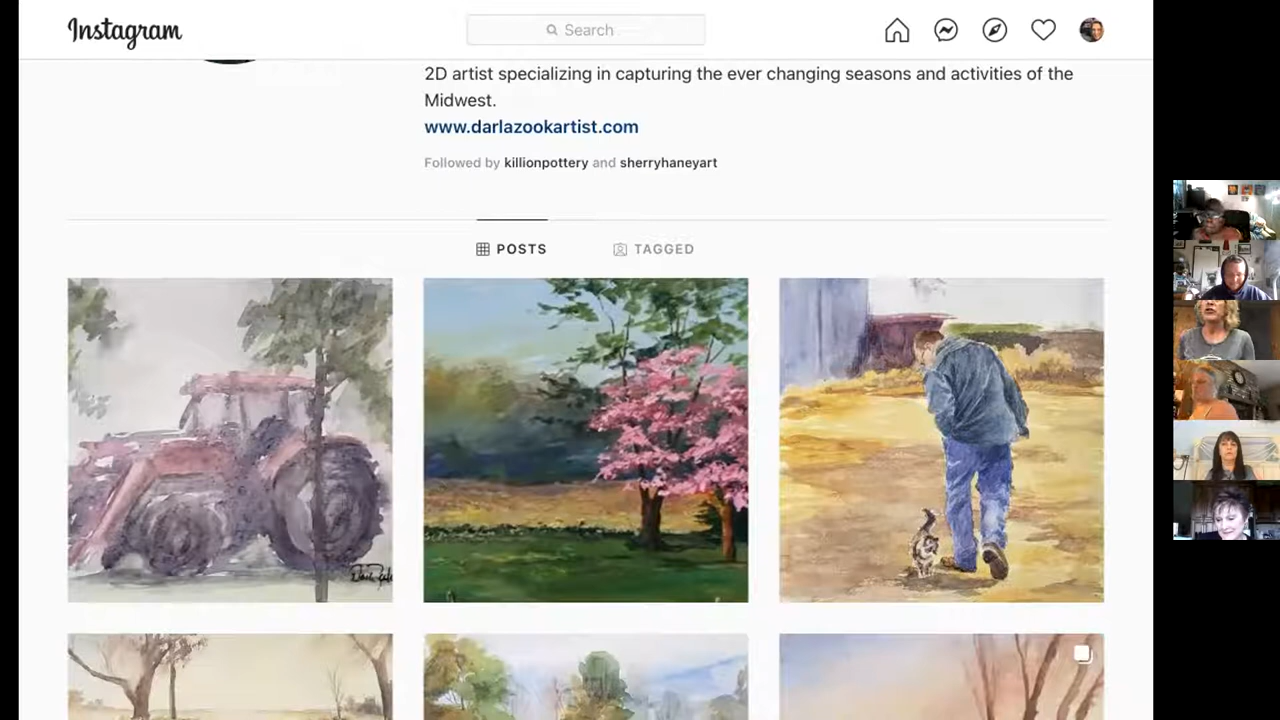 Instagram
Search
2D artist specializing in capturing the ever changing seasons and activities of the
Midwest.
www.darlazookartist.com
Followed by killionpottery and sherryhaneyart
POSTS
TAGGED